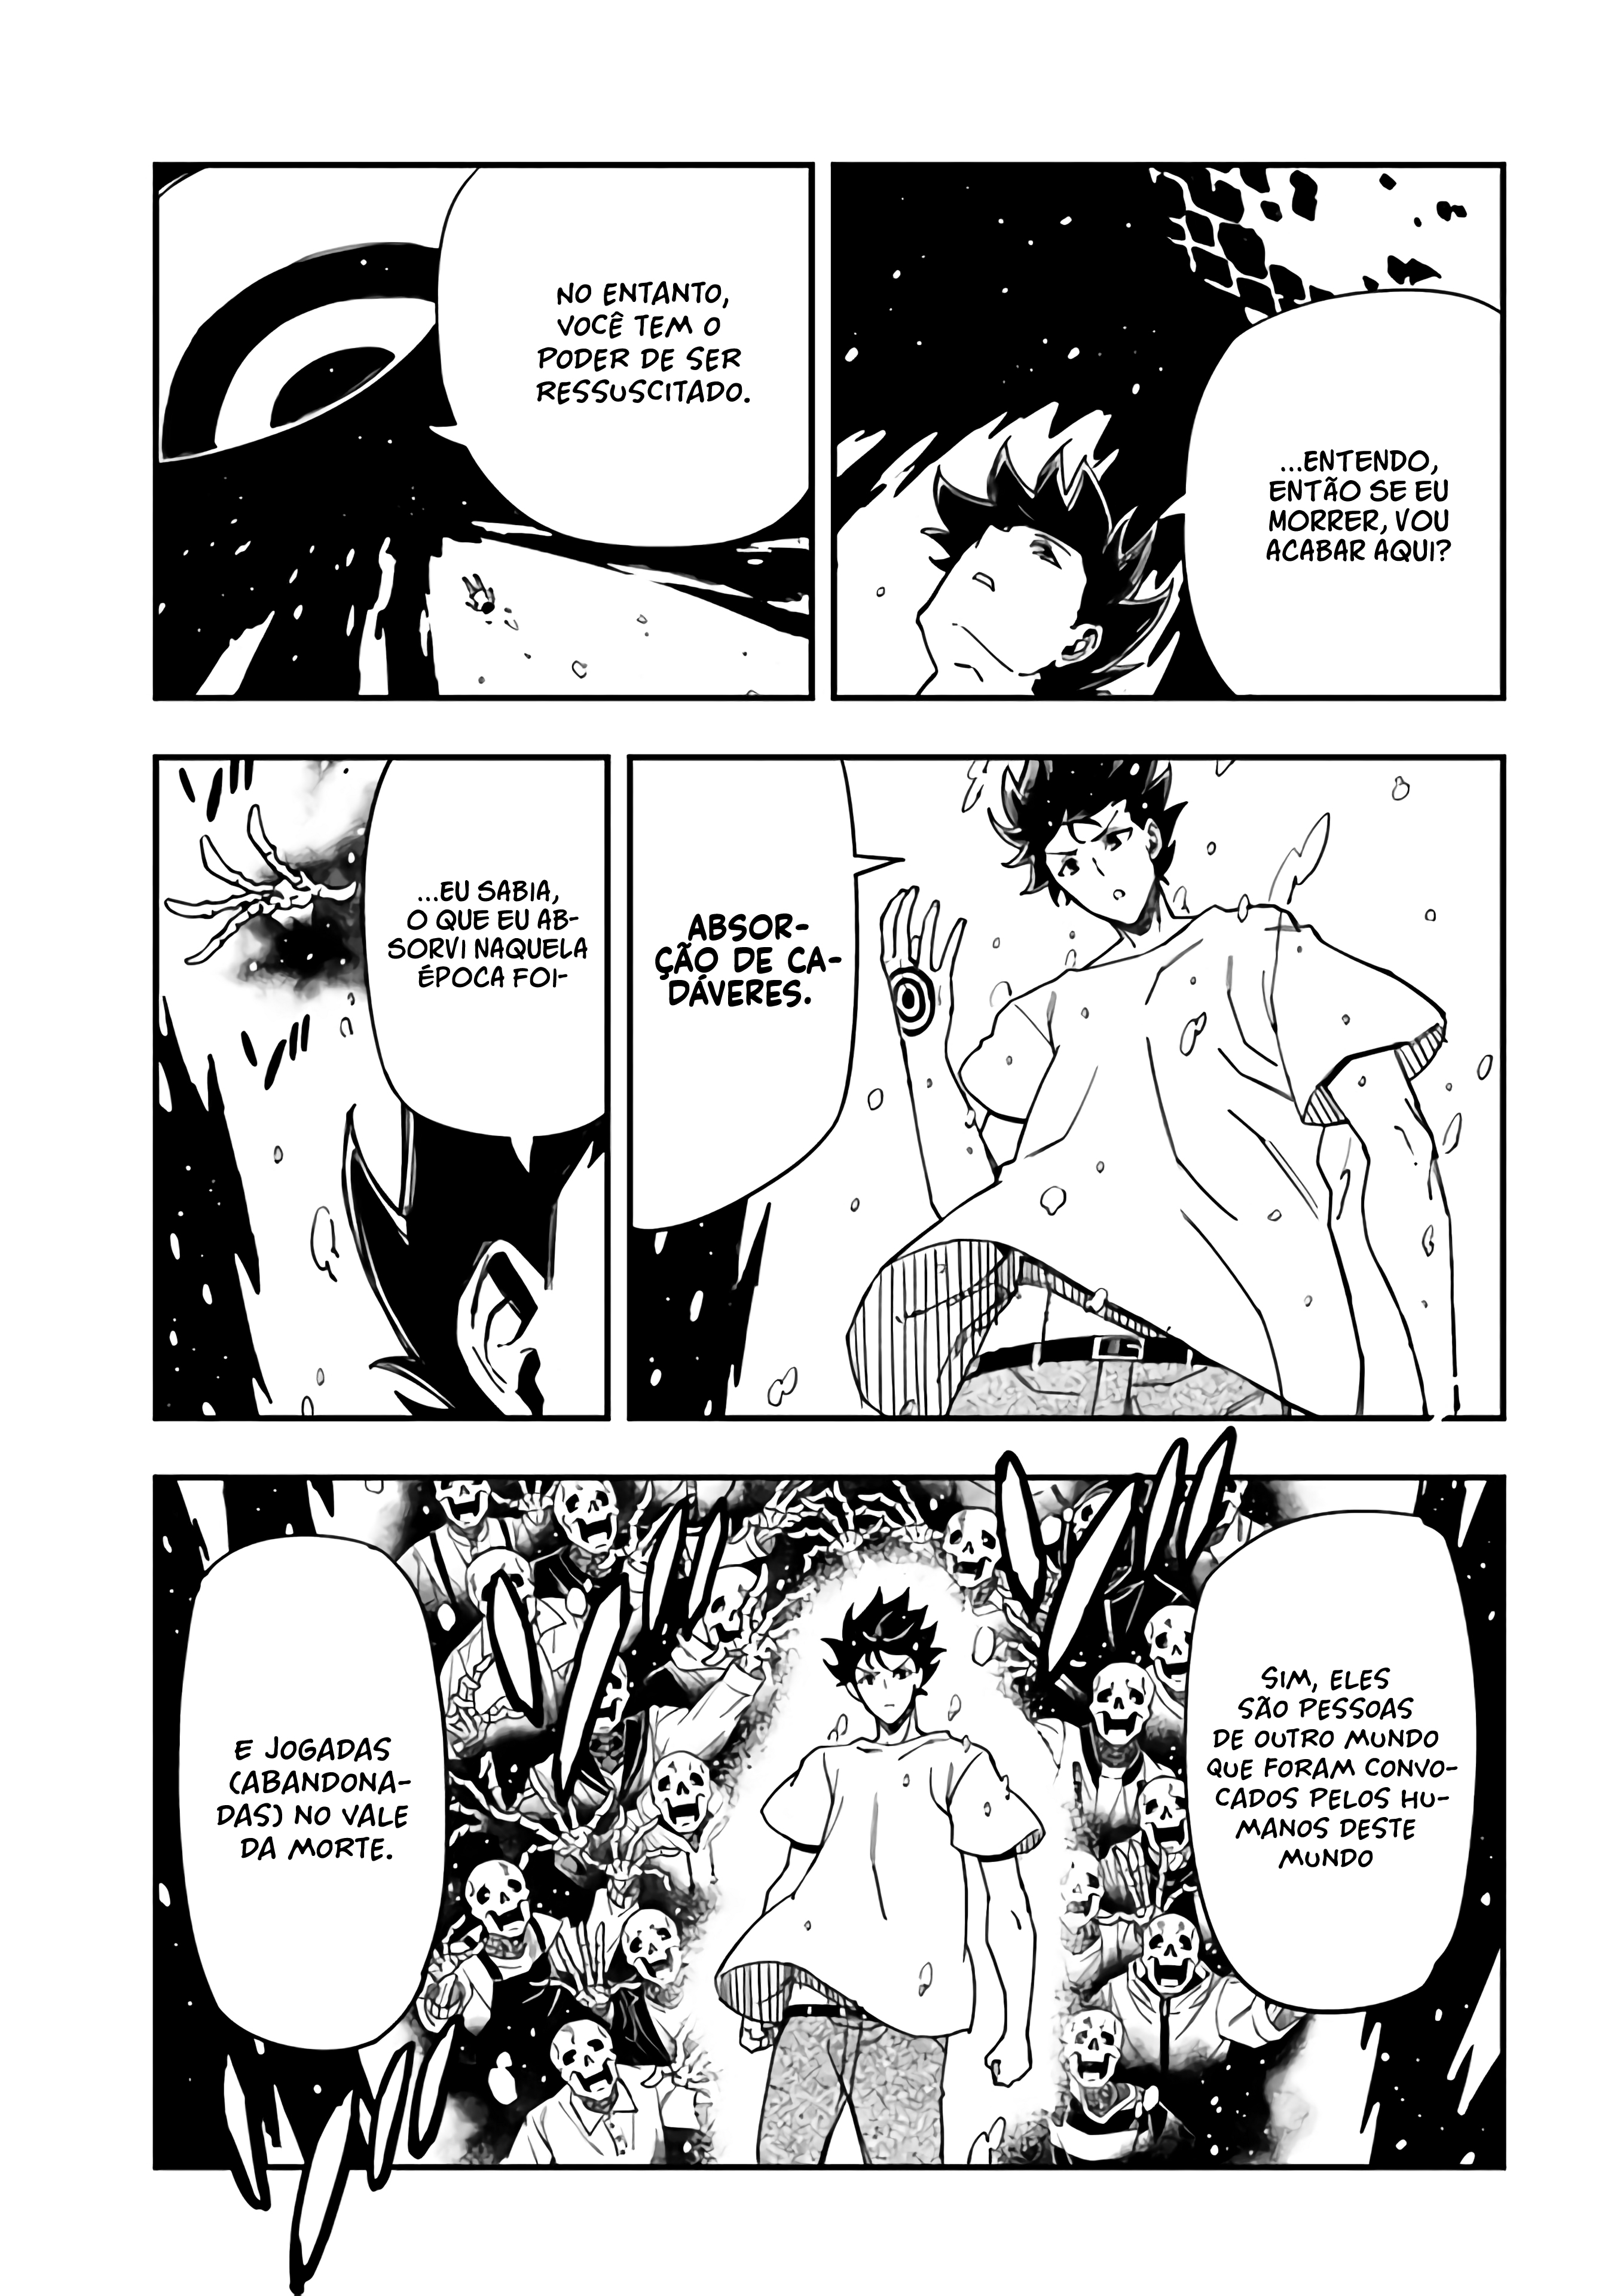 ...ENTENDO,
ENTÃO SE EU
MORRER, VOU
ACABAR AQUI?
NO ENTANTO,
VOCÊ TEM O
PODER DE SER
RESSUSCITADO.
ABSOR-
ÇÃO DE CA-
DÁVERES.
...EU SABIA,
O QUE EU AB-
SORVI NAQUELA
ÉPOCA FOI-
SIM, ELES
SÃO PESSOAS
DE OUTRO MUNDO
QUE FORAM CONVO-
CADOS PELOS HU-
MANOS DESTE
MUNDO
E JOGADAS
(ABANDONA-
DAS) NO VALE
DA MORTE.